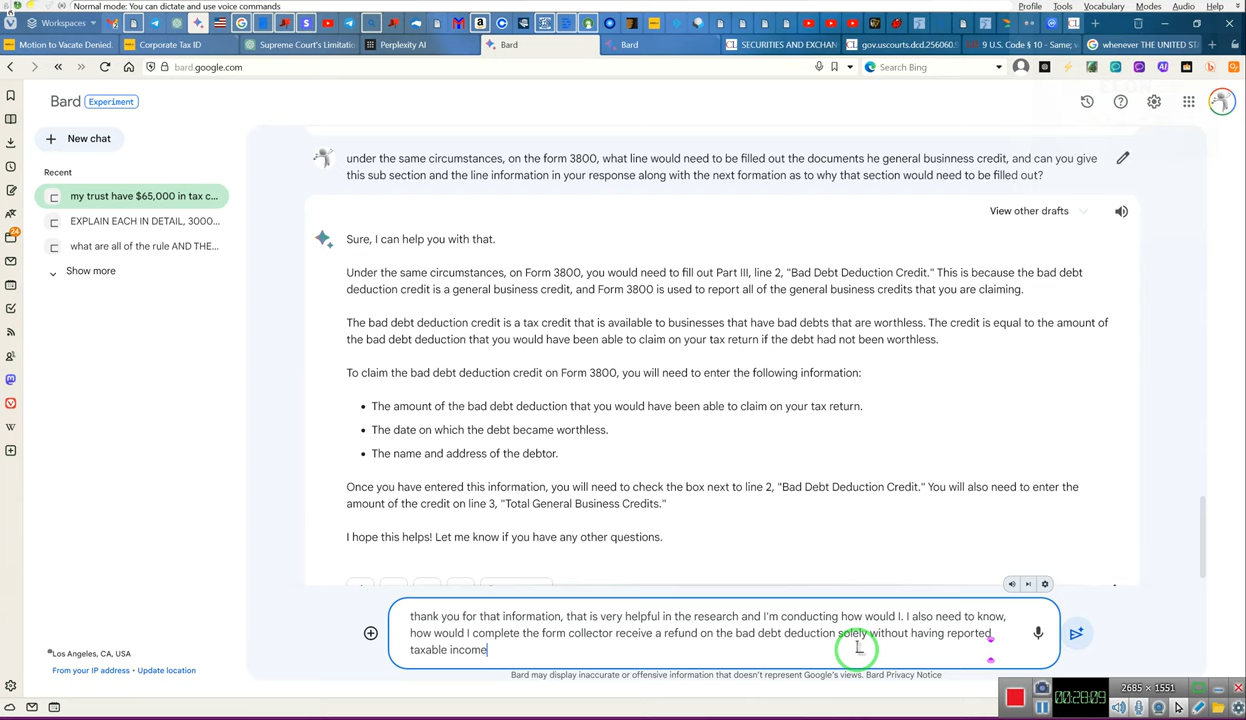 Normal mode: You can dictate and use voice commands
Profile Tools Vocabulary Modes Audio Help
Workspaces
Motion to Vacate Denied.
Corporate Tax ID
Supreme Court's Limitatio
Perplexity AI
Bard
Bard
SECURITIES AND EXCHAN
gov.uscourts.dcd.256060.
9 U.S. Code § 10 - Same; v
whenever THE UNITED ST
bard.google.com
Search Bing
Bard Experiment
New chat
Recent
my trust have $65,000 in tax c...
EXPLAIN EACH IN DETAIL, 3000...
what are all of the rule AND THE...
Show more
under the same circumstances, on the form 3800, what line would need to be filled out the documents he general businness credit, and can you give
this sub section and the line information in your response along with the next formation as to why that section would need to be filled out?
View other drafts
Sure, I can help you with that.
Under the same circumstances, on Form 3800, you would need to fill out Part III, line 2, "Bad Debt Deduction Credit." This is because the bad debt
deduction credit is a general business credit, and Form 3800 is used to report all of the general business credits that you are claiming.
The bad debt deduction credit is a tax credit that is available to businesses that have bad debts that are worthless. The credit is equal to the amount of
the bad debt deduction that you would have been able to claim on your tax return if the debt had not been worthless.
To claim the bad debt deduction credit on Form 3800, you will need to enter the following information:
• The amount of the bad debt deduction that you would have been able to claim on your tax return.
• The date on which the debt became worthless.
• The name and address of the debtor.
Once you have entered this information, you will need to check the box next to line 2, "Bad Debt Deduction Credit." You will also need to enter the
amount of the credit on line 3, "Total General Business Credits."
I hope this helps! Let me know if you have any other questions.
thank you for that information, that is very helpful in the research and I'm conducting how would I. I also need to know,
how would I complete the form collector receive a refund on the bad debt deduction solely without having reported
taxable income
Los Angeles, CA, USA
From your IP address • Update location
Bard may display inaccurate or offensive information that doesn't represent Google's views. Bard Privacy Notice
00:28:09
2685 × 1551